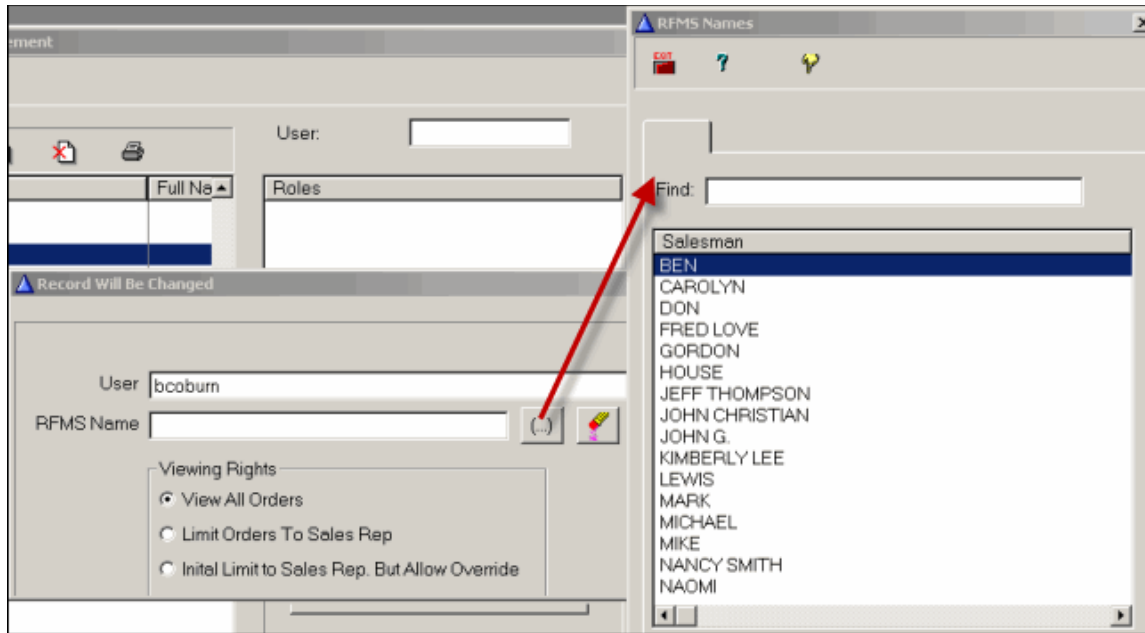 ement
User:
Full Na
Roles
Record Will Be Changed
User bcoburn
RFMS Name
(...)
Viewing Rights
View All Orders
Limit Orders To Sales Rep
Inital Limit to Sales Rep. But Allow Override
RFMS Names
EXIT
?
Find:
Salesman
BEN
CAROLYN
DON
FRED LOVE
GORDON
HOUSE
JEFF THOMPSON
JOHN CHRISTIAN
JOHN G.
KIMBERLY LEE
LEWIS
MARK
MICHAEL
MIKE
NANCY SMITH
NAOMI